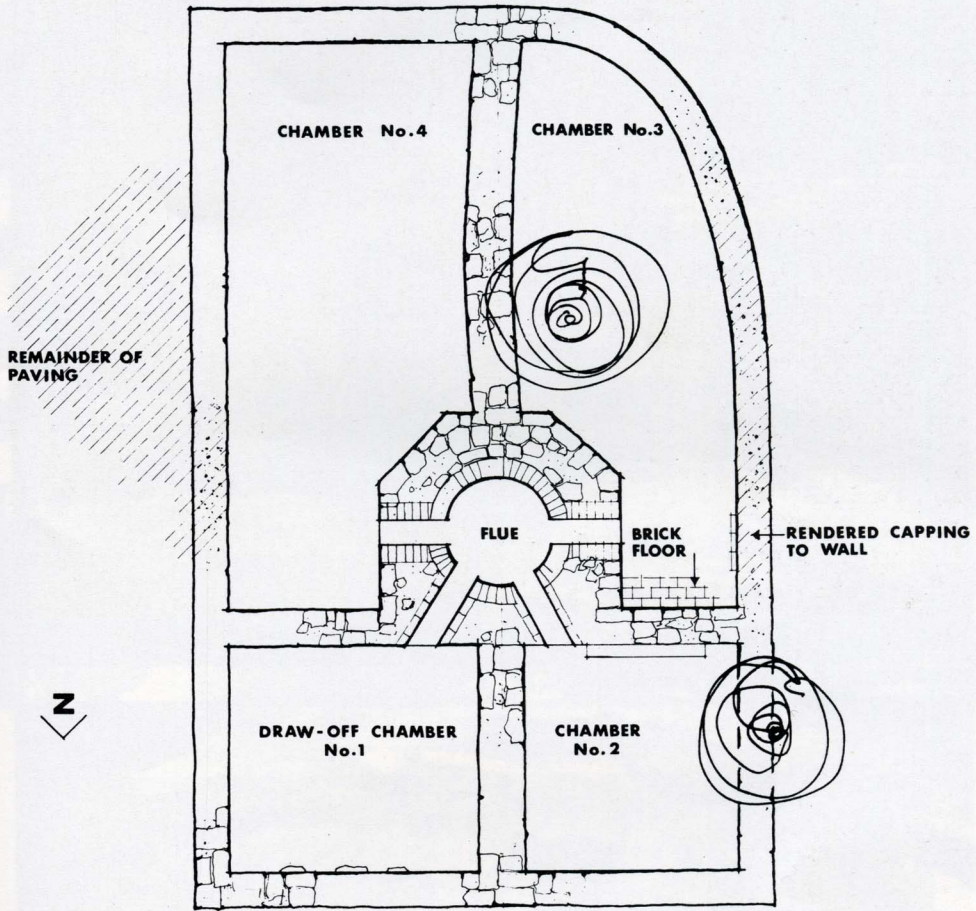 CHAMBER No.4
CHAMBER No.3
REMAINDER OF
PAVING
FLUE
BRICK
FLOOR
RENDERED CAPPING
TO WALL
N
DRAW-OFF CHAMBER
No.1
CHAMBER
No.2